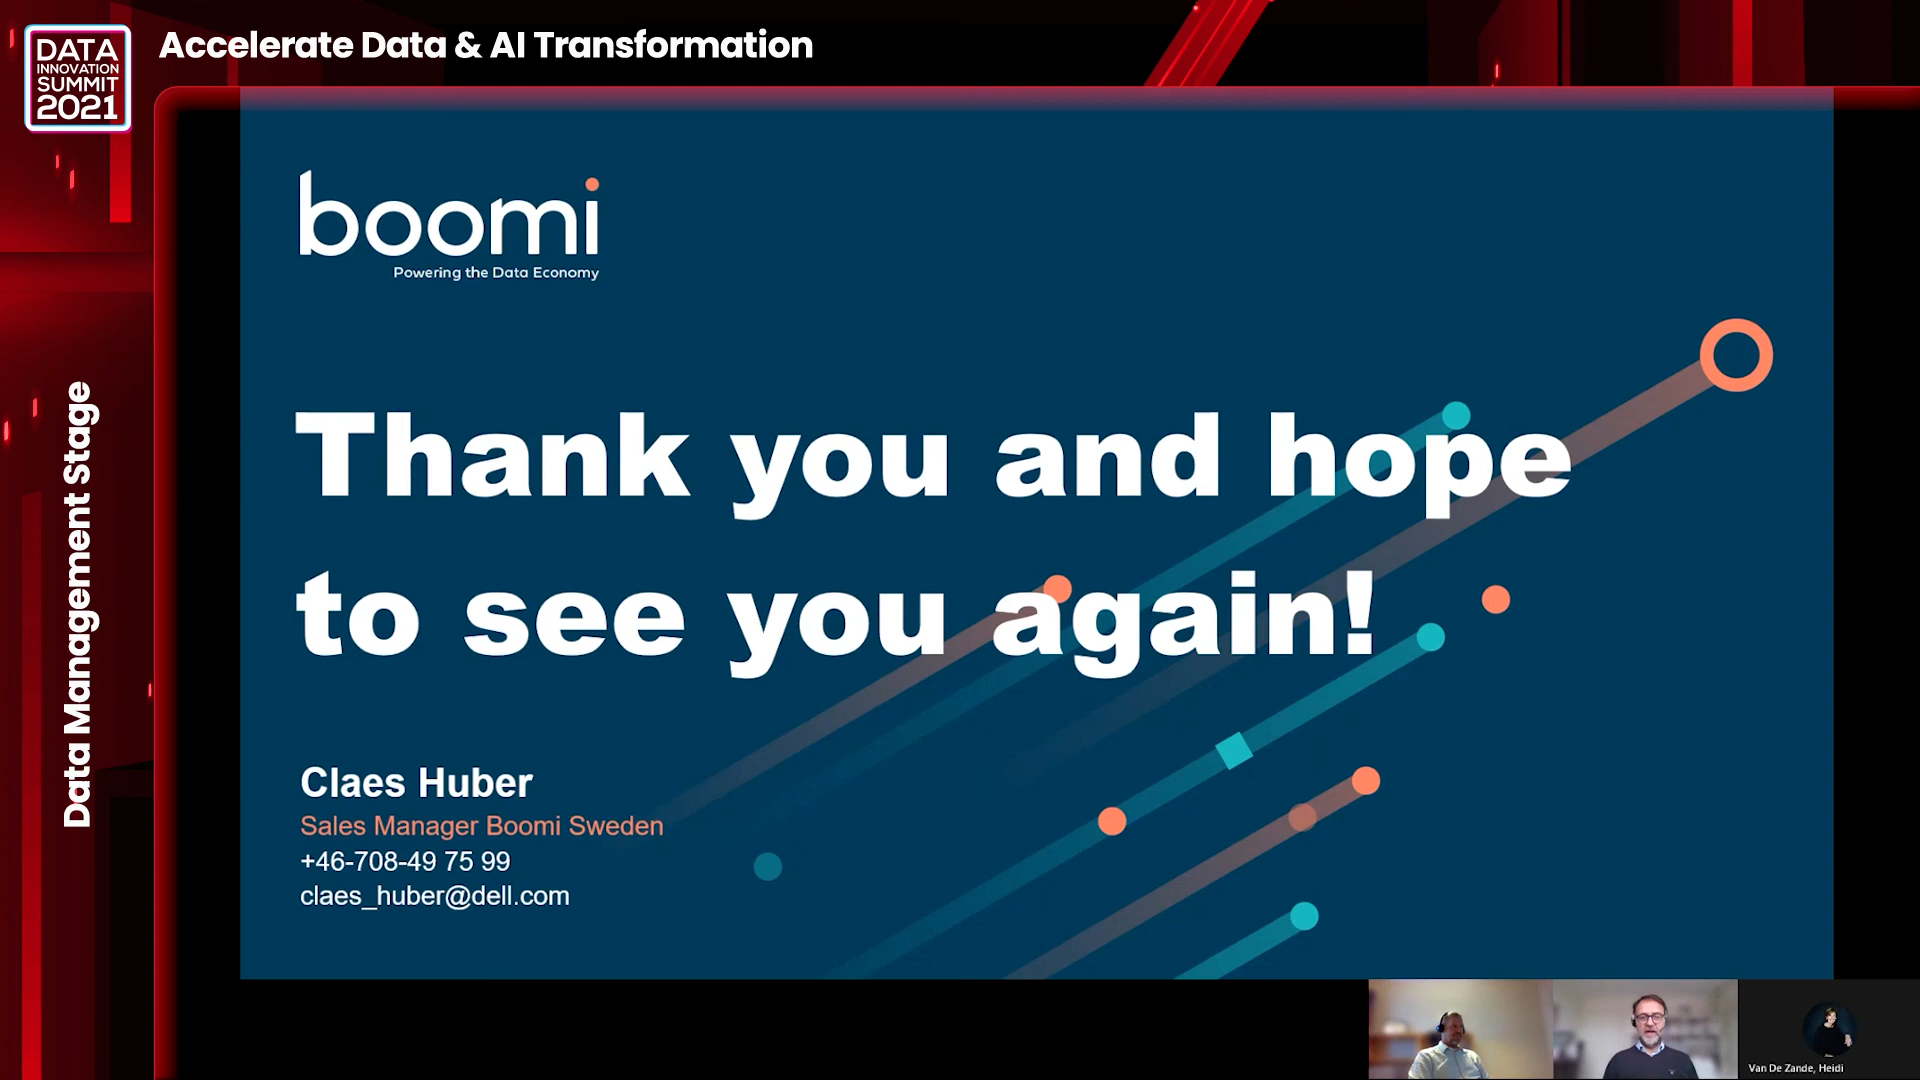 DATA
INNOVATION
SUMMIT
2021
Accelerate Data & AI Transformation
Data Management Stage
boomi
Powering the Data Economy
Thank you and hope
to see you again!
Claes Huber
Sales Manager Boomi Sweden
+46-708-49 75 99
claes_huber@dell.com
Van De Zande, Heidi